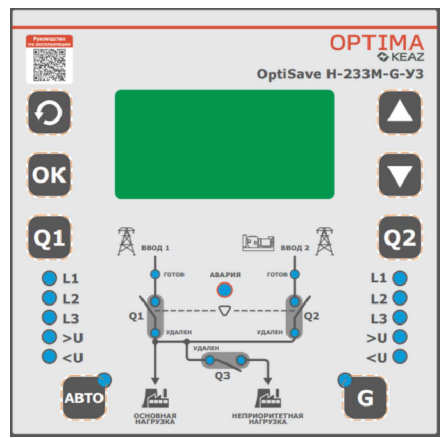 Руководство
по эксплуатации
OPTIMA
KEAZ
OptiSave H-233M-G-У3
OK
Q1
Q2
ВВОД 1
ВВОД 2
ГОТОВ
АВАРИЯ
ГОТОВ
L1
L2
L3
>U
<U
Q1
Q2
L1
L2
L3
>U
<U
УДАЛЕН
УДАЛЕН
УДАЛЕН
Q3
АВТО
G
ОСНОВНАЯ
НАГРУЗКА
НЕПРИОРИТЕТНАЯ
НАГРУЗКА